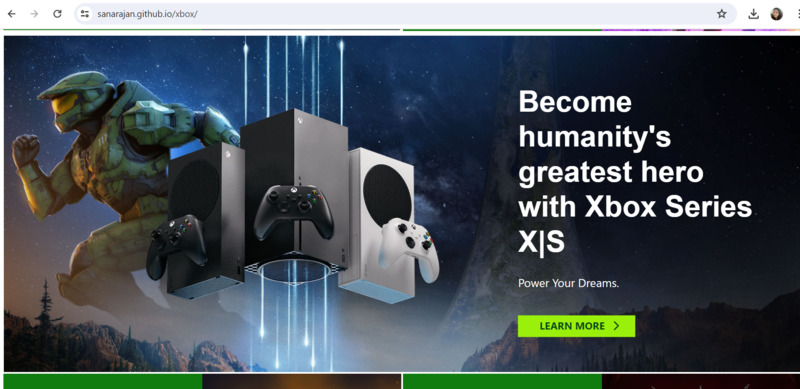 sanarajan.github.io/xbox/
Become
humanity's
greatest hero
with Xbox Series
X|S
Power Your Dreams.
LEARN MORE